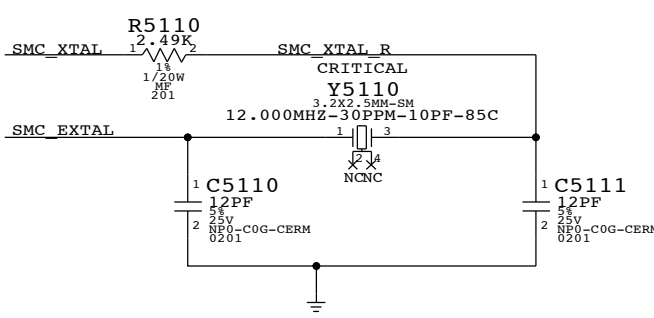 R5110
2.49K
SMC_XTAL 1 2 SMC_XTAL_R
1%
1/20W
MF
201
CRITICAL
Y5110
3.2X2.5MM-SM
12.000MHZ-30PPM-10PF-85C
SMC_EXTAL 1 3
2 4
NC NC
1 C5110
12PF
5%
25V
2 NP0-C0G-CERM
0201
1 C5111
12PF
5%
25V
2 NP0-C0G-CERM
0201